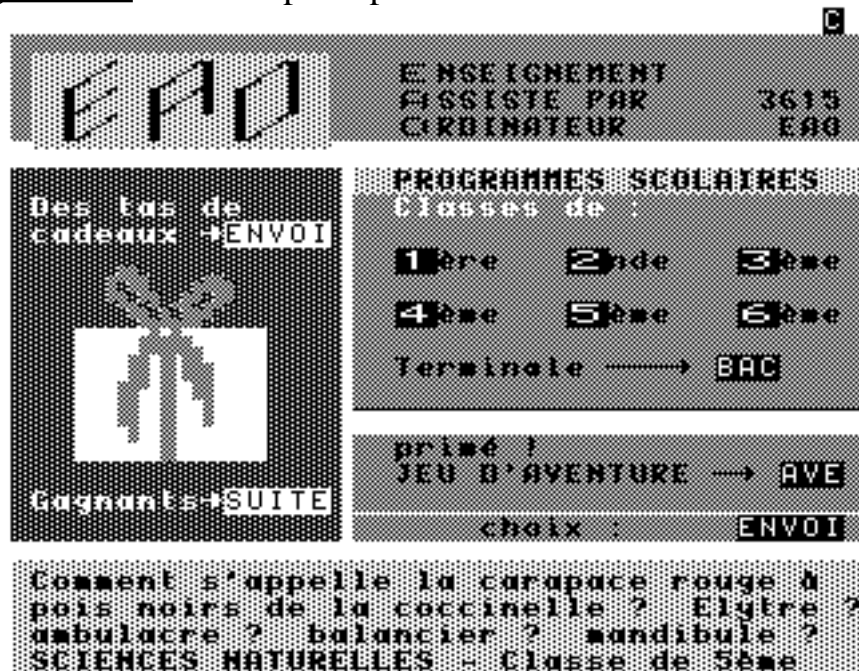 C
EAO
ENSEIGNEMENT
ASSISTE PAR 3615
ORDINATEUR EAO
Des tas de
cadeaux → ENVOI
Gagnants → SUITE
PROGRAMMES SCOLAIRES
Classes de :
1ère 2nde 3ème
4ème 5ème 6ème
Terminale → BAC
primé !
JEU D'AVENTURE → AVE
choix : ENVOI
Comment s'appelle la carapace rouge à
pois noirs de la coccinelle ? Elytre ?
ambulacre ? balancier ? mandibule ?
SCIENCES NATURELLES - Classe de 5ème